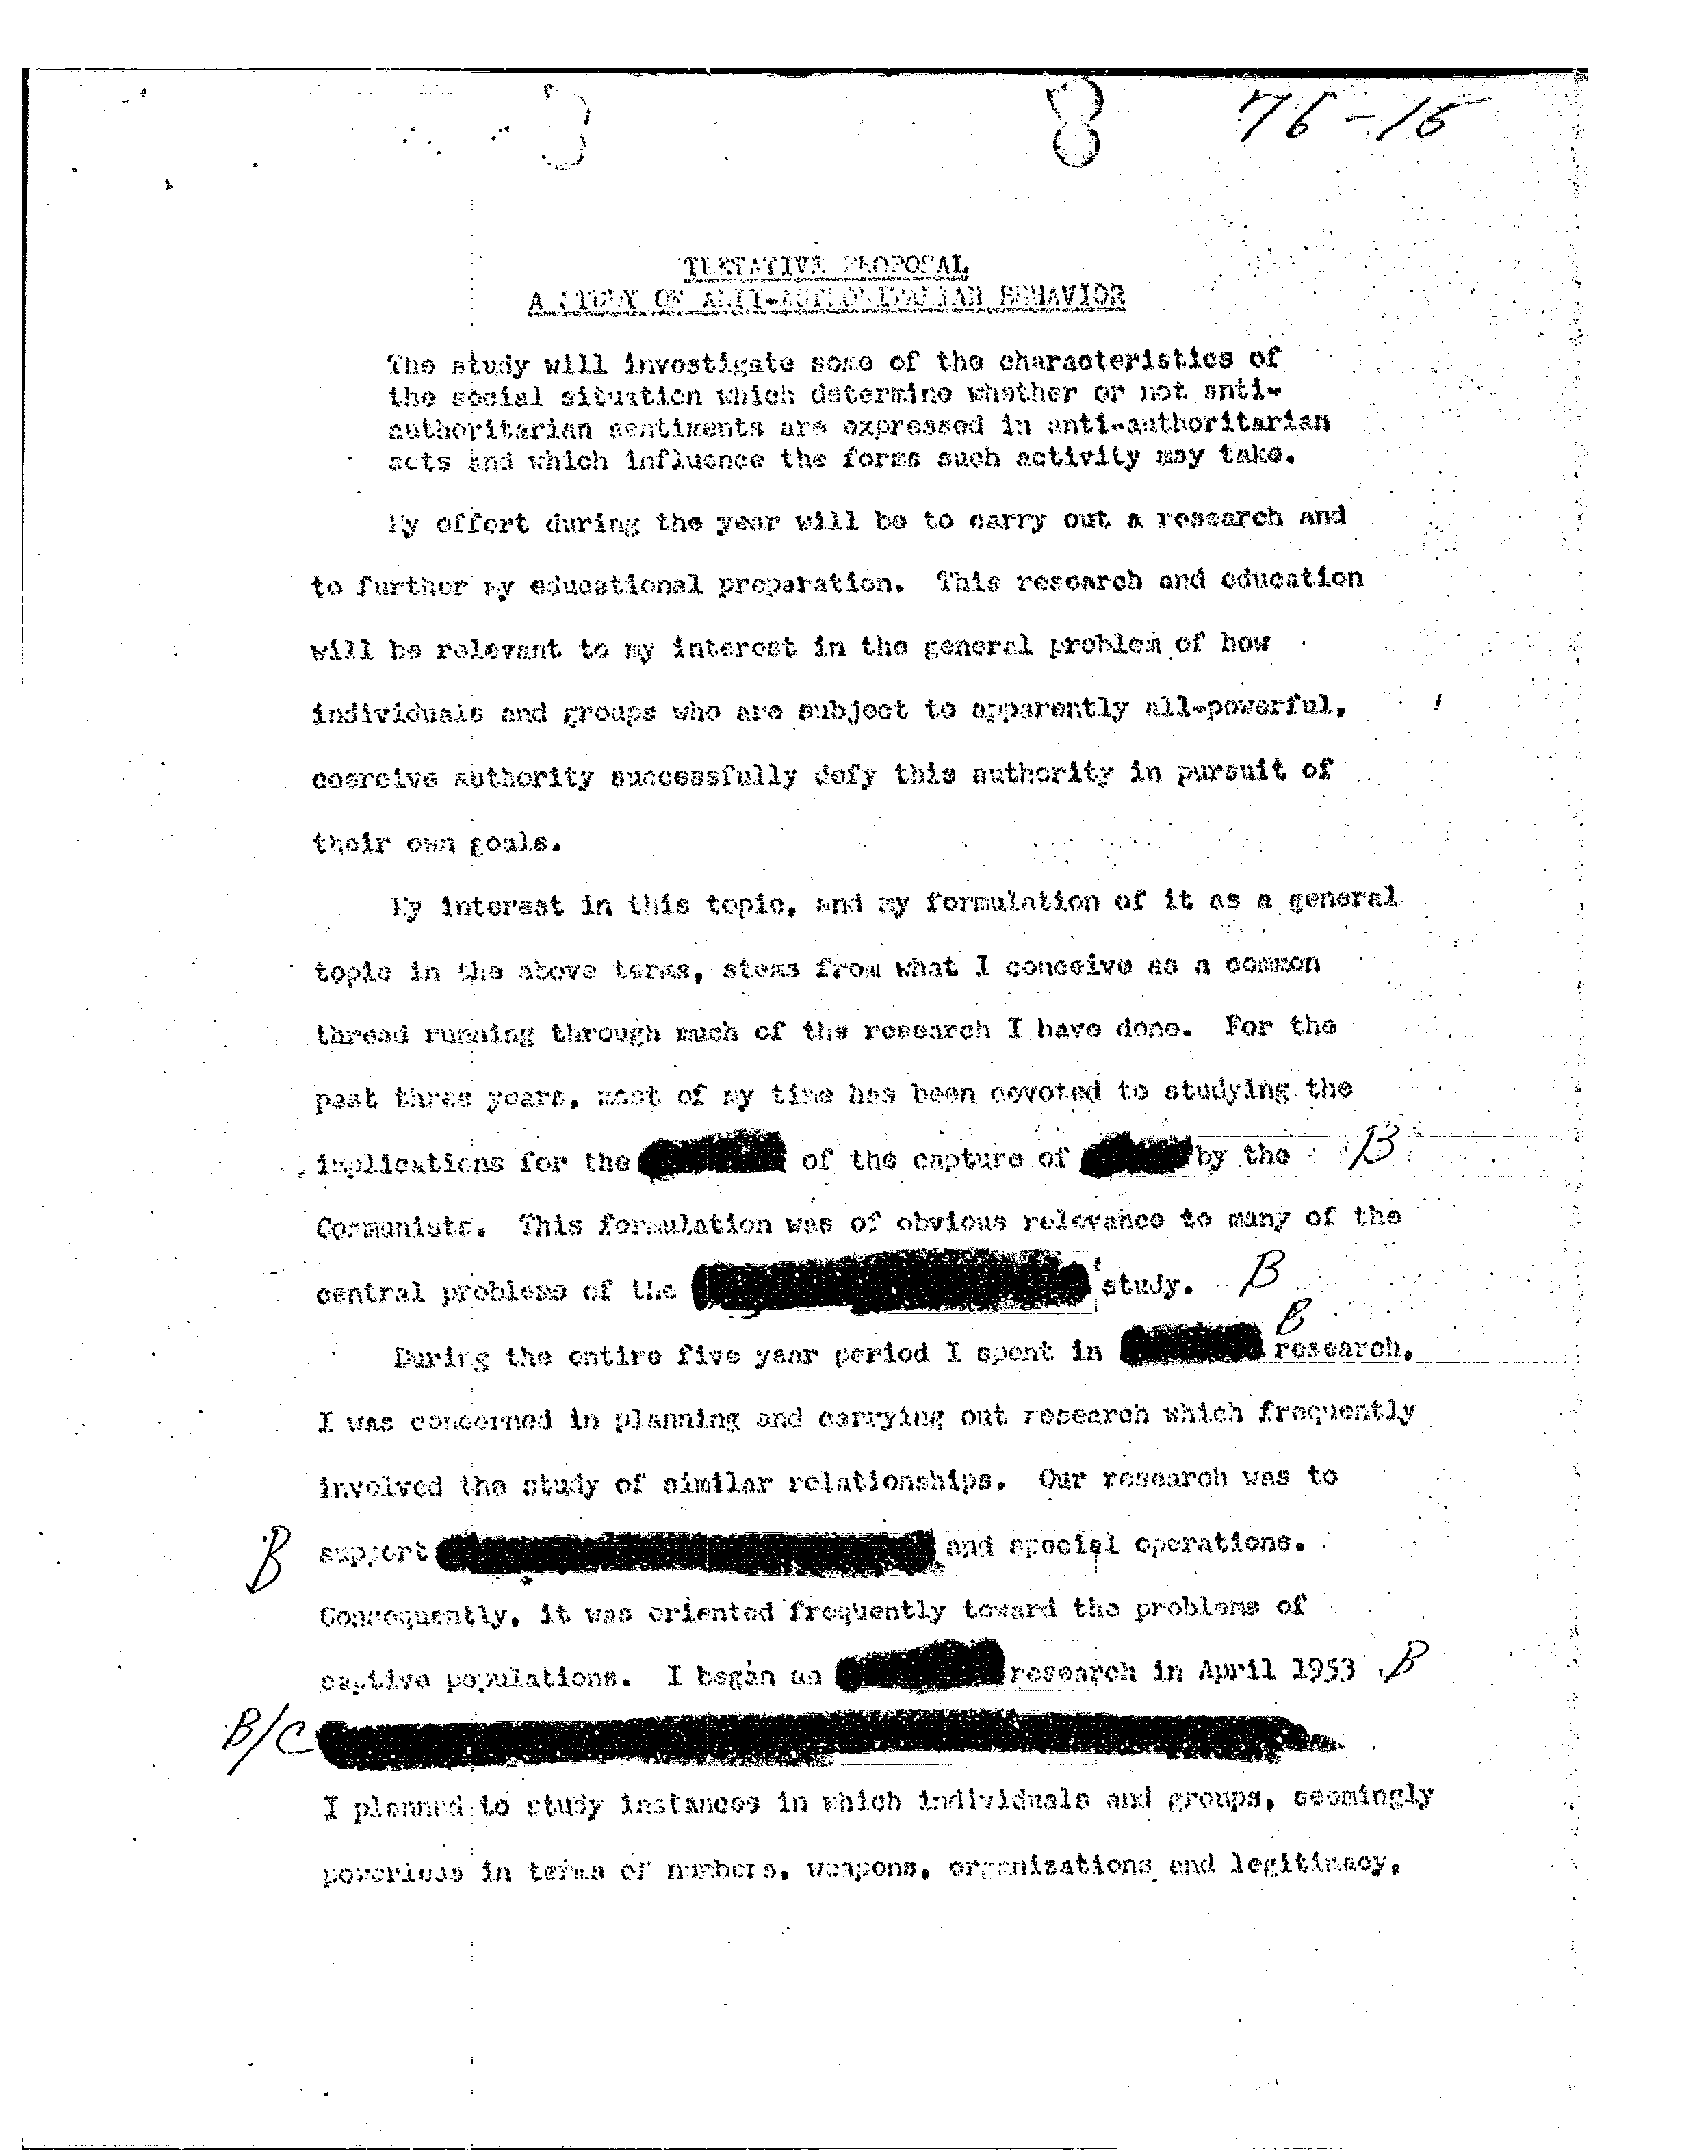 8 76-15
TENTATIVE PROPOSAL
A STUDY OF ANTI-AUTHORITARIAN BEHAVIOR
The study will investigate some of the characteristics of
the social situation which determine whether or not anti-
authoritarian sentiments are expressed in anti-authoritarian
acts and which influence the forms such activity may take.
My effort during the year will be to carry out a research and
to further my educational preparation. This research and education
will be relevant to my interest in the general problem of how
individuals and groups who are subject to apparently all-powerful,
coercive authority successfully defy this authority in pursuit of
their own goals.
My interest in this topic, and my formulation of it as a general
topic in the above terms, stems from what I conceive as a common
thread running through much of the research I have done. For the
past three years, most of my time has been devoted to studying the
implications for the of the capture of by the B
Communists. This formulation was of obvious relevance to many of the
central problems of the study. B
B
During the entire five year period I spent in research,
I was concerned in planning and carrying out research which frequently
involved the study of similar relationships. Our research was to
B support and special operations.
Consequently, it was oriented frequently toward the problems of
captive populations. I began an research in April 1953 B
B/C
I planned to study instances in which individuals and groups, seemingly
powerless in terms of numbers, weapons, organizations and legitimacy,